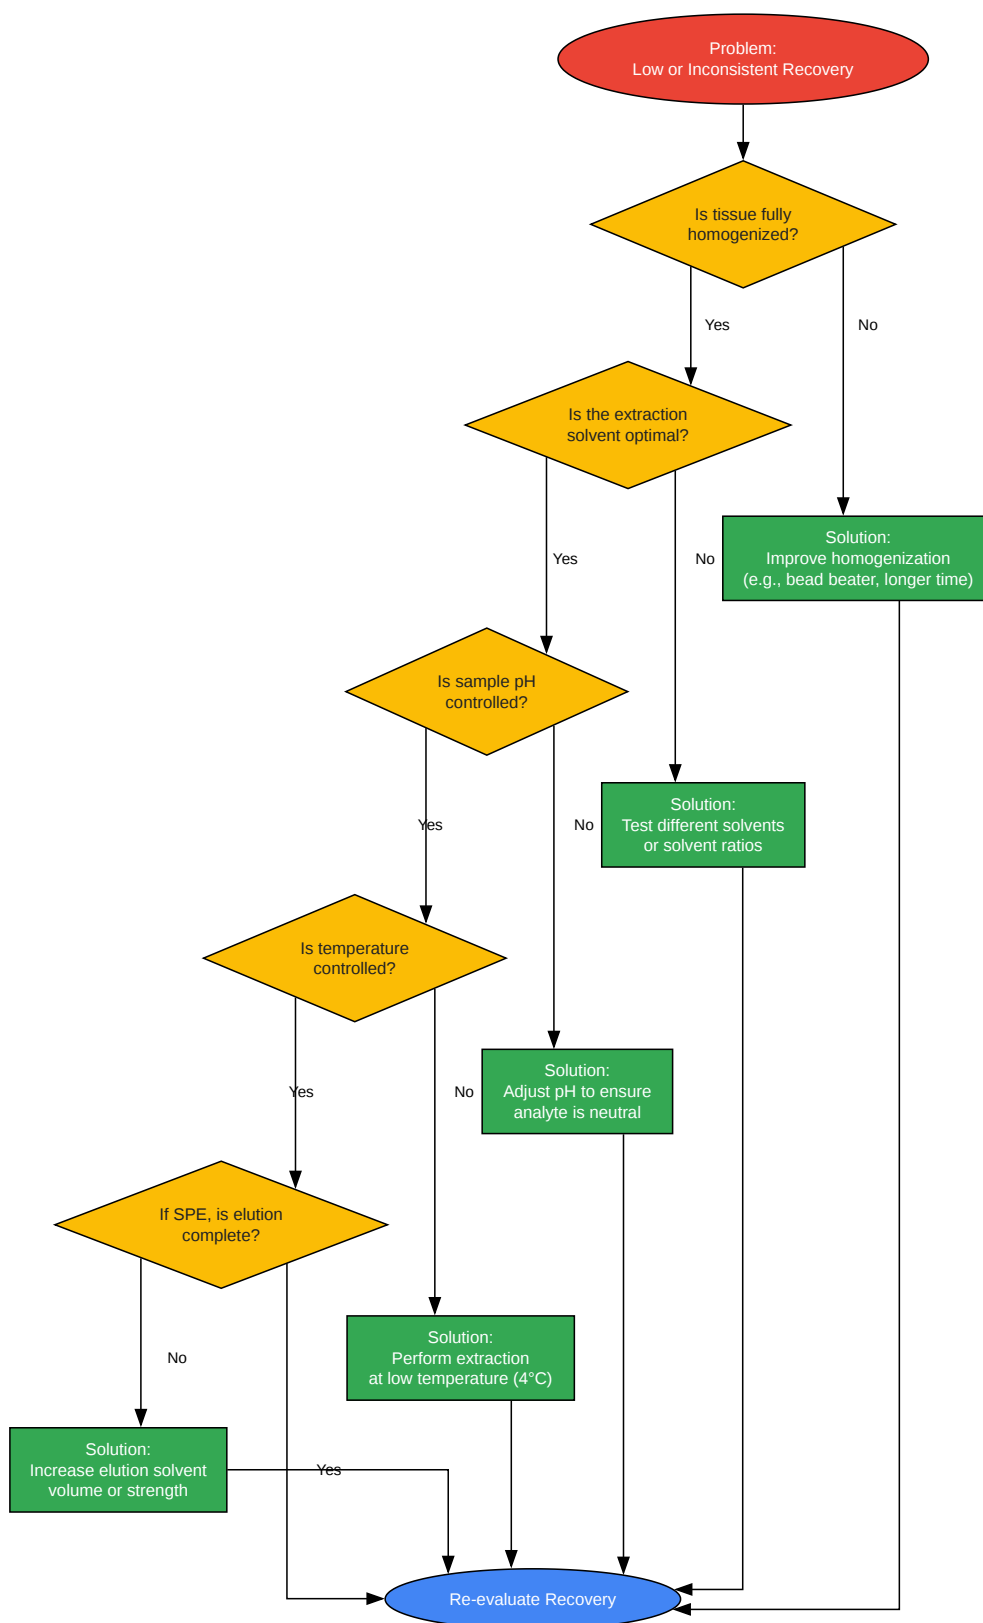 Problem:
Low or Inconsistent Recovery
Is tissue fully
homogenized?
Yes
No
Is the extraction
solvent optimal?
Solution:
Improve homogenization
(e.g., bead beater, longer time)
Yes
No
Is sample pH
controlled?
Solution:
Test different solvents
or solvent ratios
Yes
No
Is temperature
controlled?
Solution:
Adjust pH to ensure
analyte is neutral
Yes
No
If SPE, is elution
complete?
Solution:
Perform extraction
at low temperature (4°C)
No
Solution:
Increase elution solvent
volume or strength
Yes
Re-evaluate Recovery